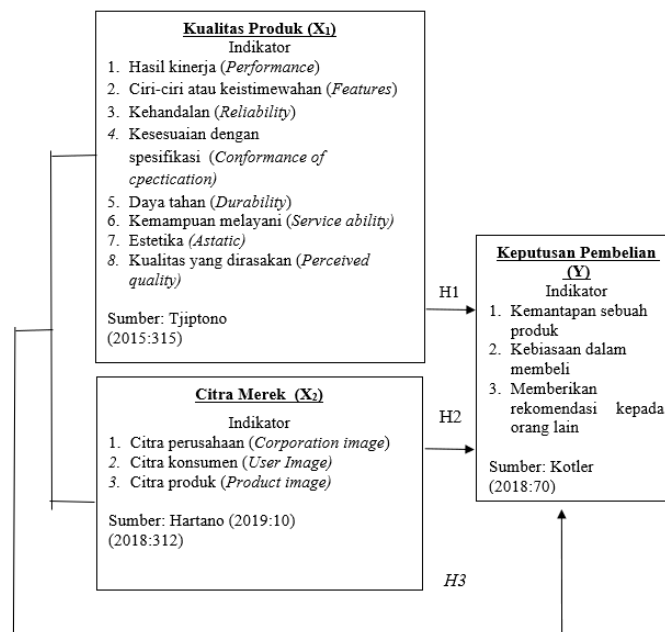 Kualitas Produk (X₁)
Indikator
1. Hasil kinerja (Performance)
2. Ciri-ciri atau keistimewahan (Features)
3. Kehandalan (Reliability)
4. Kesesuaian dengan
spesifikasi (Conformance of
cpectication)
5. Daya tahan (Durability)
6. Kemampuan melayani (Service ability)
7. Estetika (Astatic)
8. Kualitas yang dirasakan (Perceived
quality)
Sumber: Tjiptono
(2015:315)
Citra Merek (X₂)
Indikator
1. Citra perusahaan (Corporation image)
2. Citra konsumen (User Image)
3. Citra produk (Product image)
Sumber: Hartano (2019:10)
(2018:312)
H1
H2
H3
Keputusan Pembelian
(Y)
Indikator
1. Kemantapan sebuah
produk
2. Kebiasaan dalam
membeli
3. Memberikan
rekomendasi kepada
orang lain
Sumber: Kotler
(2018:70)